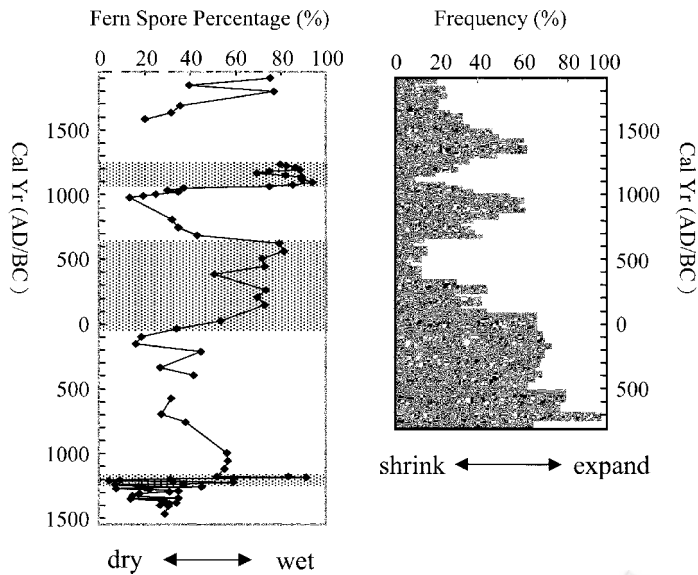 Fern Spore Percentage (%)
0 20 40 60 80 100
Cal Yr (AD/BC)
1500
1000
500
0
500
1000
1500
dry wet
Frequency (%)
0 20 40 60 80 100
1500
1000
500
0
500
Cal Yr (AD/BC)
shrink expand